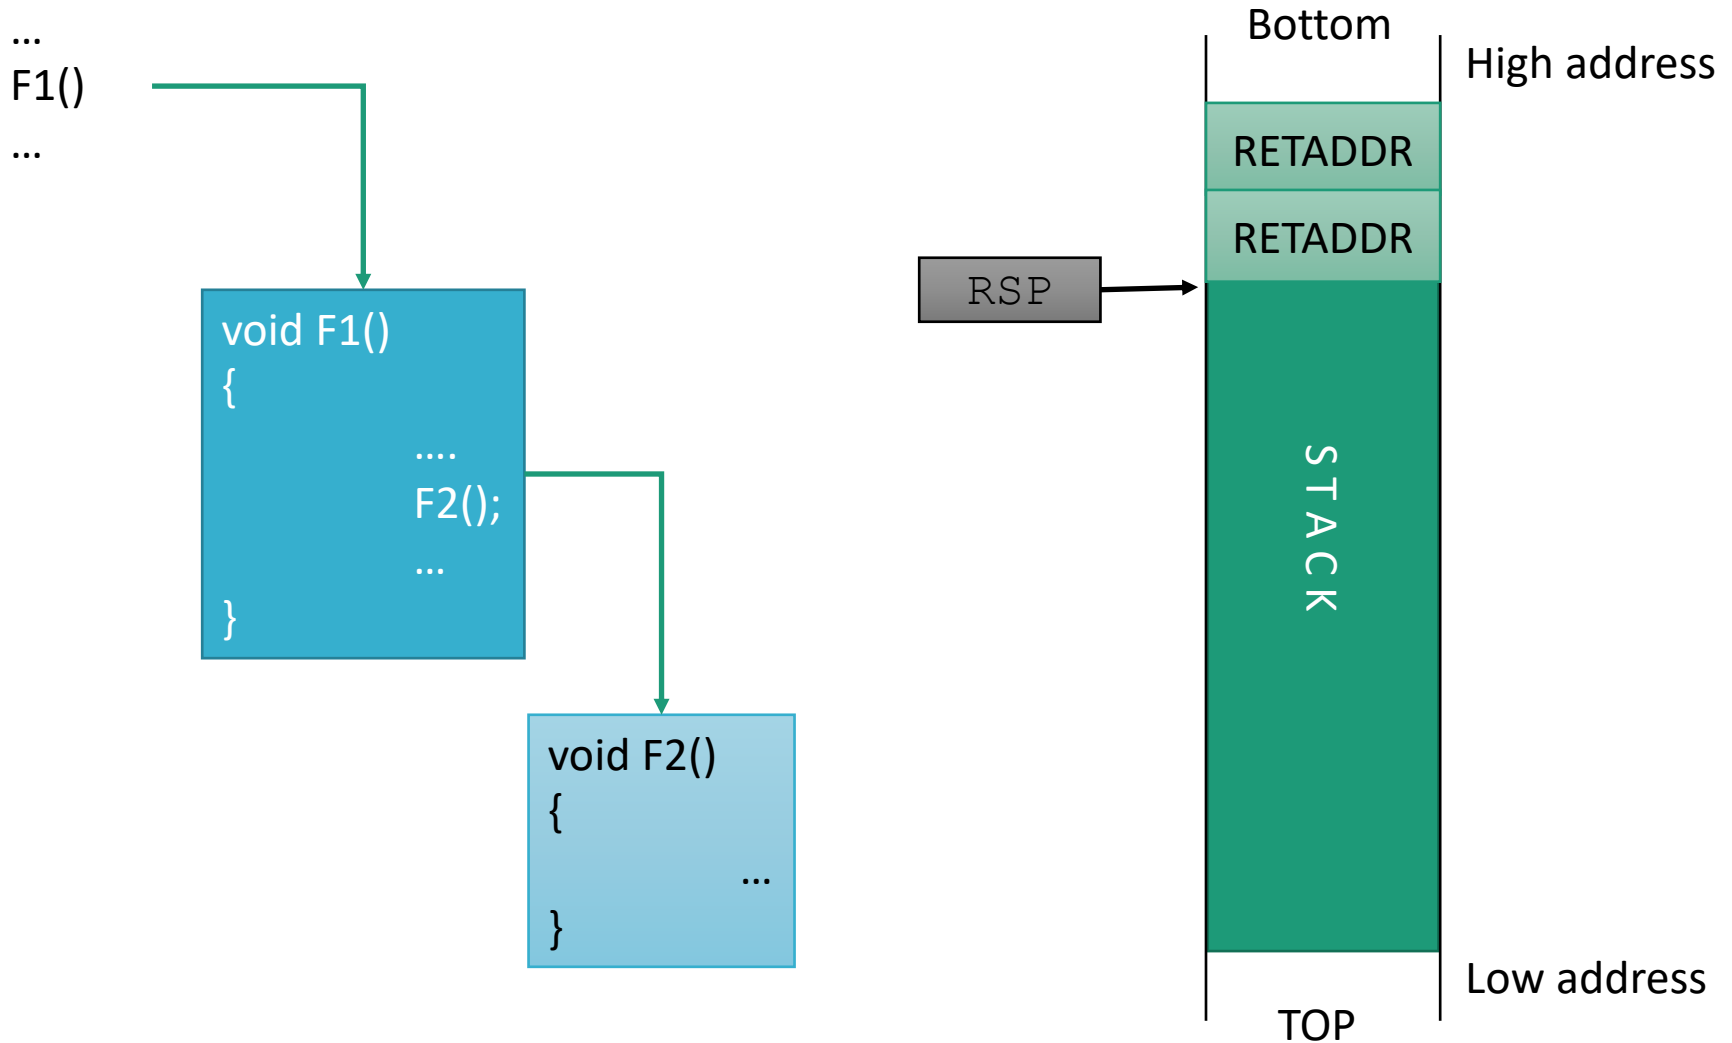 …
F1()
…
void F1()
{
….
F2();
…
}
void F2()
{
…
}
Bottom
High address
RETADDR
RETADDR
RSP
STACK
Low address
TOP